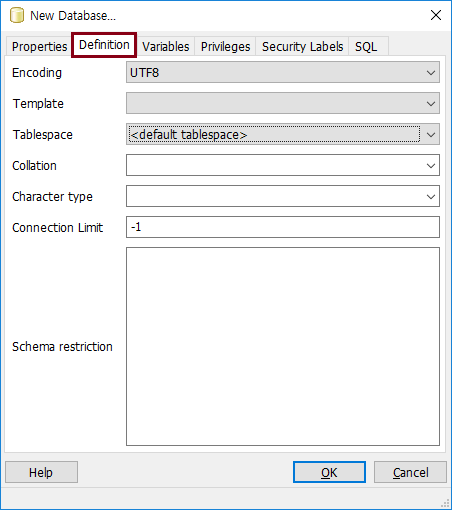 New Database...
Properties Definition Variables Privileges Security Labels SQL
Encoding UTF8
Template
Tablespace <default tablespace>
Collation
Character type
Connection Limit -1
Schema restriction
Help OK Cancel